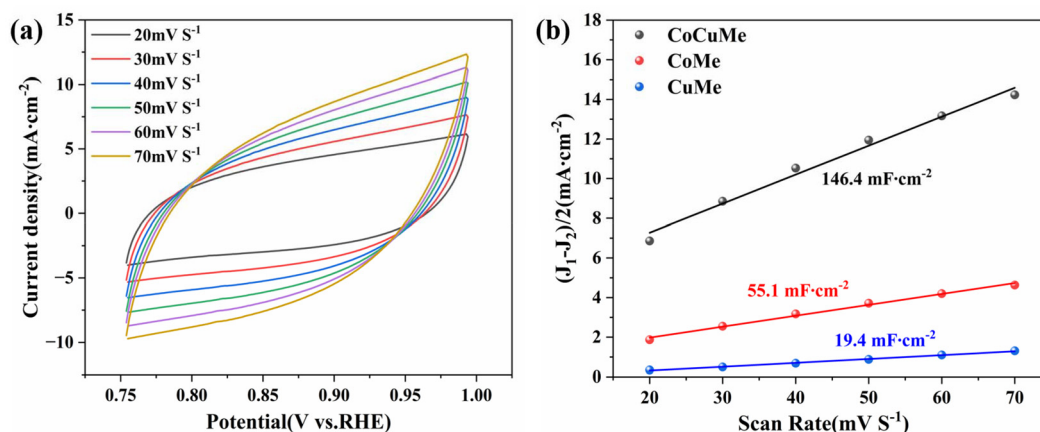 (a)
20mV S⁻¹
30mV S⁻¹
40mV S⁻¹
50mV S⁻¹
60mV S⁻¹
70mV S⁻¹
15
10
5
0
−5
−10
Current density(mA·cm⁻²)
0.75 0.80 0.85 0.90 0.95 1.00
Potential(V vs.RHE)
(b)
CoCuMe
CoMe
CuMe
18
16
14
12
10
8
6
4
2
0
(J₁-J₂)/2(mA·cm⁻²)
146.4 mF·cm⁻²
55.1 mF·cm⁻²
19.4 mF·cm⁻²
20 30 40 50 60 70
Scan Rate(mV S⁻¹)